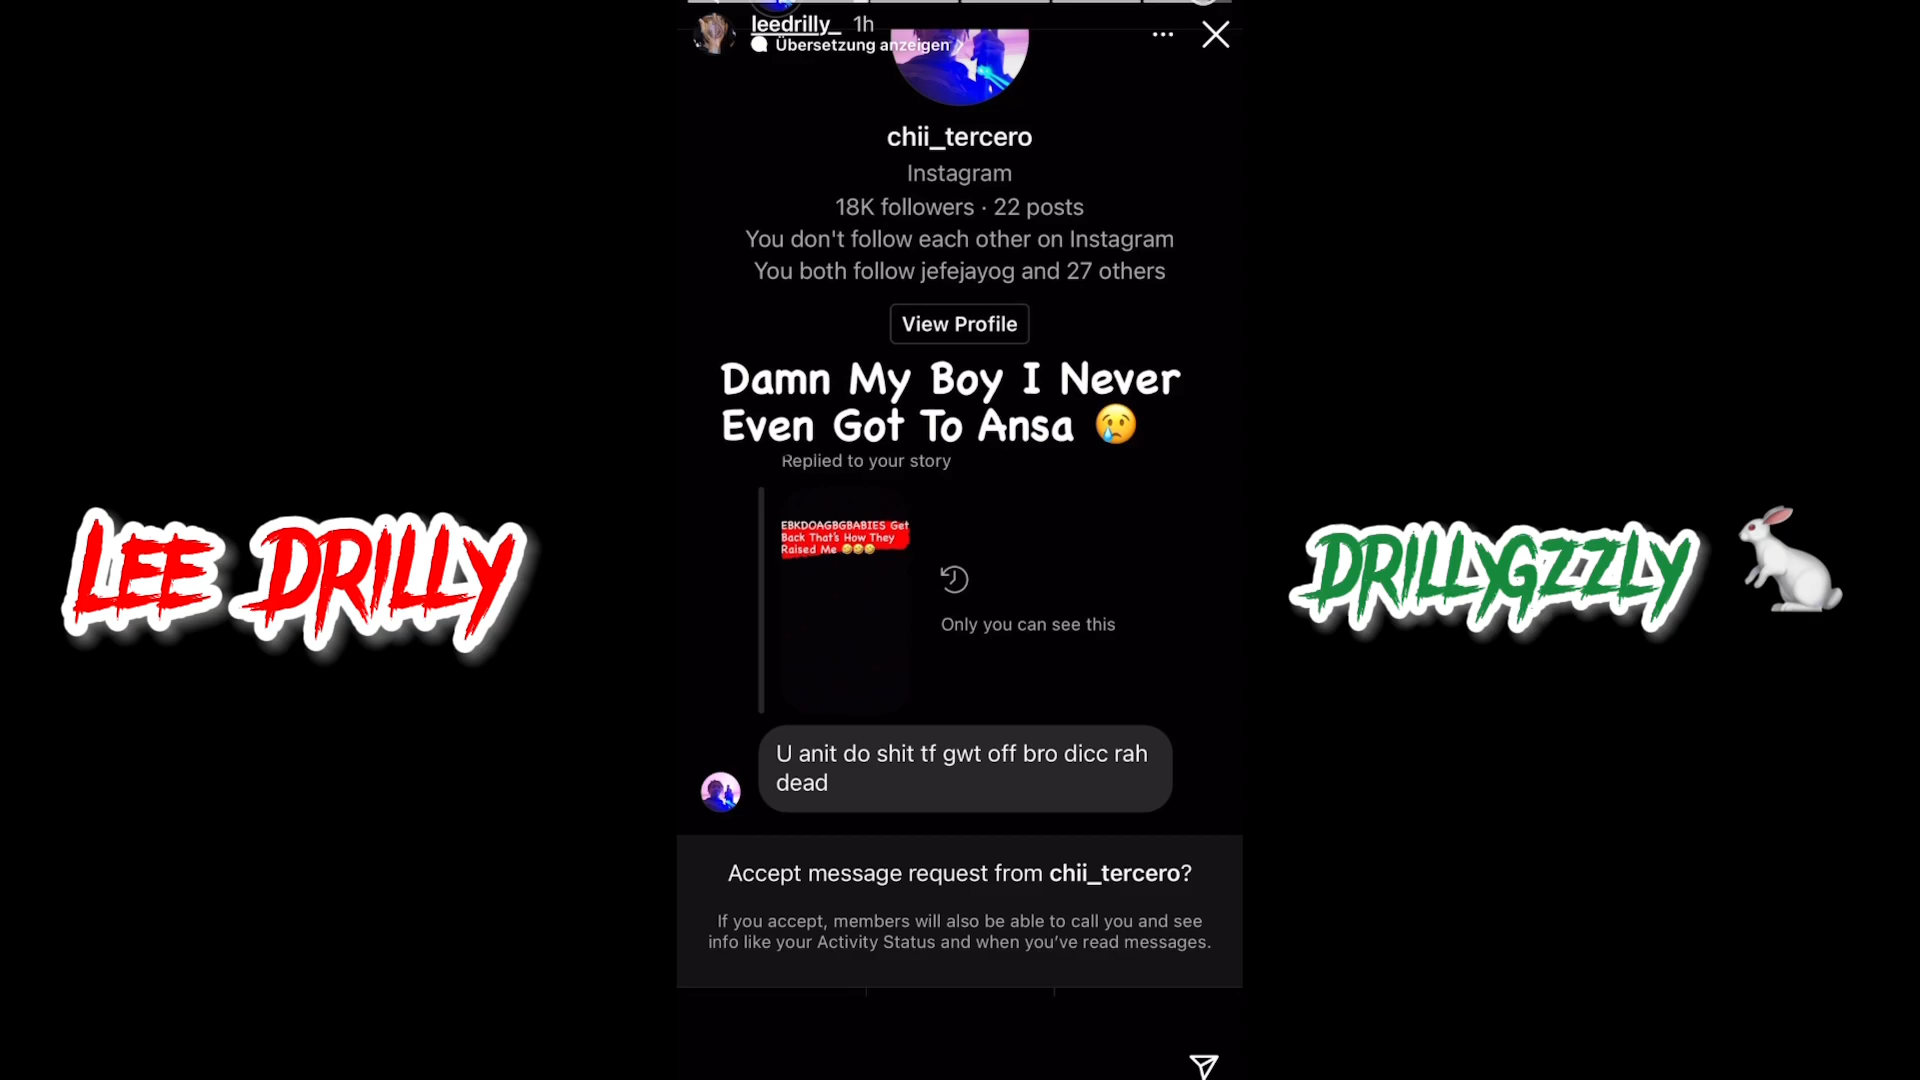 leedrilly_ 1h
Übersetzung anzeigen
chii_tercero
Instagram
18K followers · 22 posts
You don't follow each other on Instagram
You both follow jefejayog and 27 others
View Profile
Damn My Boy I Never
Even Got To Ansa 😢
Replied to your story
EBKDOAGBGBABIES Get
Back That's How They
Raised Me 🤣🤣🤣
Only you can see this
LEE DRILLY
DRILLYGZZLY 🐇
U anit do shit tf gwt off bro dicc rah
dead
Accept message request from chii_tercero?
If you accept, members will also be able to call you and see
info like your Activity Status and when you've read messages.